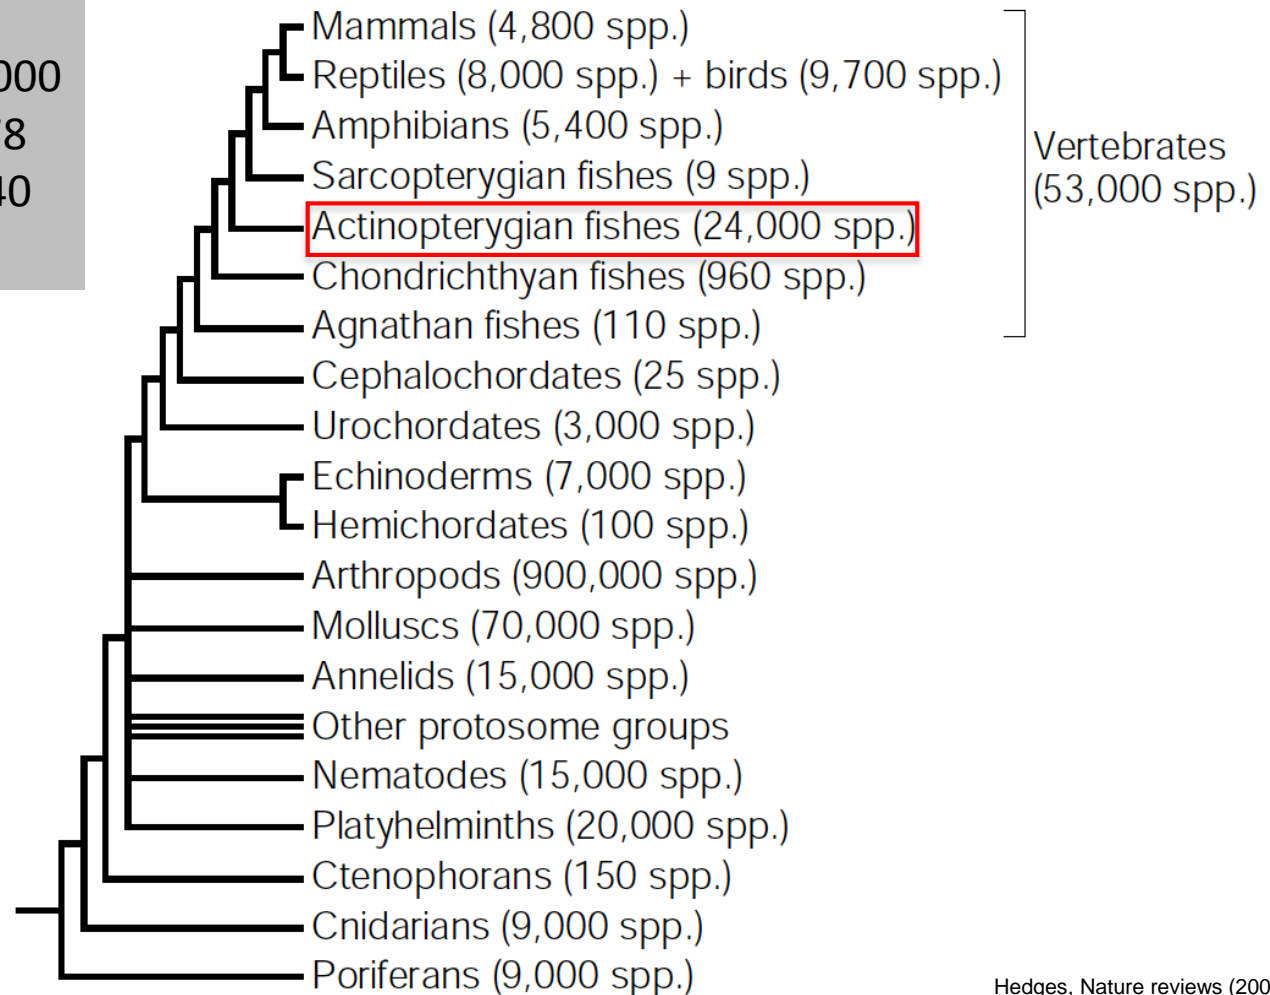 000
78
40
Mammals (4,800 spp.)
Reptiles (8,000 spp.) + birds (9,700 spp.)
Amphibians (5,400 spp.)
Sarcopterygian fishes (9 spp.)
Actinopterygian fishes (24,000 spp.)
Chondrichthyan fishes (960 spp.)
Agnathan fishes (110 spp.)
Vertebrates
(53,000 spp.)
Cephalochordates (25 spp.)
Urochordates (3,000 spp.)
Echinoderms (7,000 spp.)
Hemichordates (100 spp.)
Arthropods (900,000 spp.)
Molluscs (70,000 spp.)
Annelids (15,000 spp.)
Other protosome groups
Nematodes (15,000 spp.)
Platyhelminths (20,000 spp.)
Ctenophorans (150 spp.)
Cnidarians (9,000 spp.)
Poriferans (9,000 spp.)
Hedges, Nature reviews (200